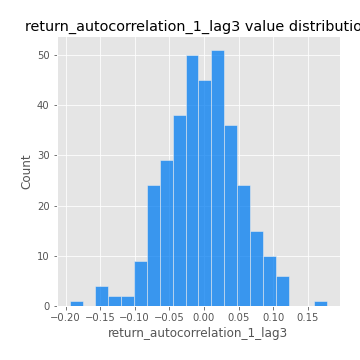 return_autocorrelation_1_lag3 value distributio
50
40
30
20
10
0
Count
−0.20 −0.15 −0.10 −0.05 0.00 0.05 0.10 0.15
return_autocorrelation_1_lag3